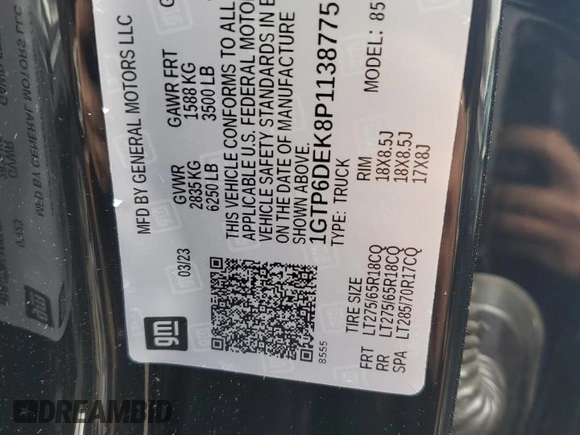 MFD BY GENERAL MOTORS LLC
03/23
GVWR
2835 KG
6250 LB
GAWR FRT
1588 KG
3500 LB
G
THIS VEHICLE CONFORMS TO ALL
APPLICABLE U.S. FEDERAL MOTOR
VEHICLE SAFETY STANDARDS IN E
ON THE DATE OF MANUFACTURE
SHOWN ABOVE.
1GTP6DEK8P1138775
TYPE: TRUCK
MODEL: 85
gm
8555
TIRE SIZE RIM
FRT LT275/65R18CQ 18X8.5J
RR LT275/65R18CQ 18X8.5J
SPA LT285/70R17CQ 17X8J
DREAMBID